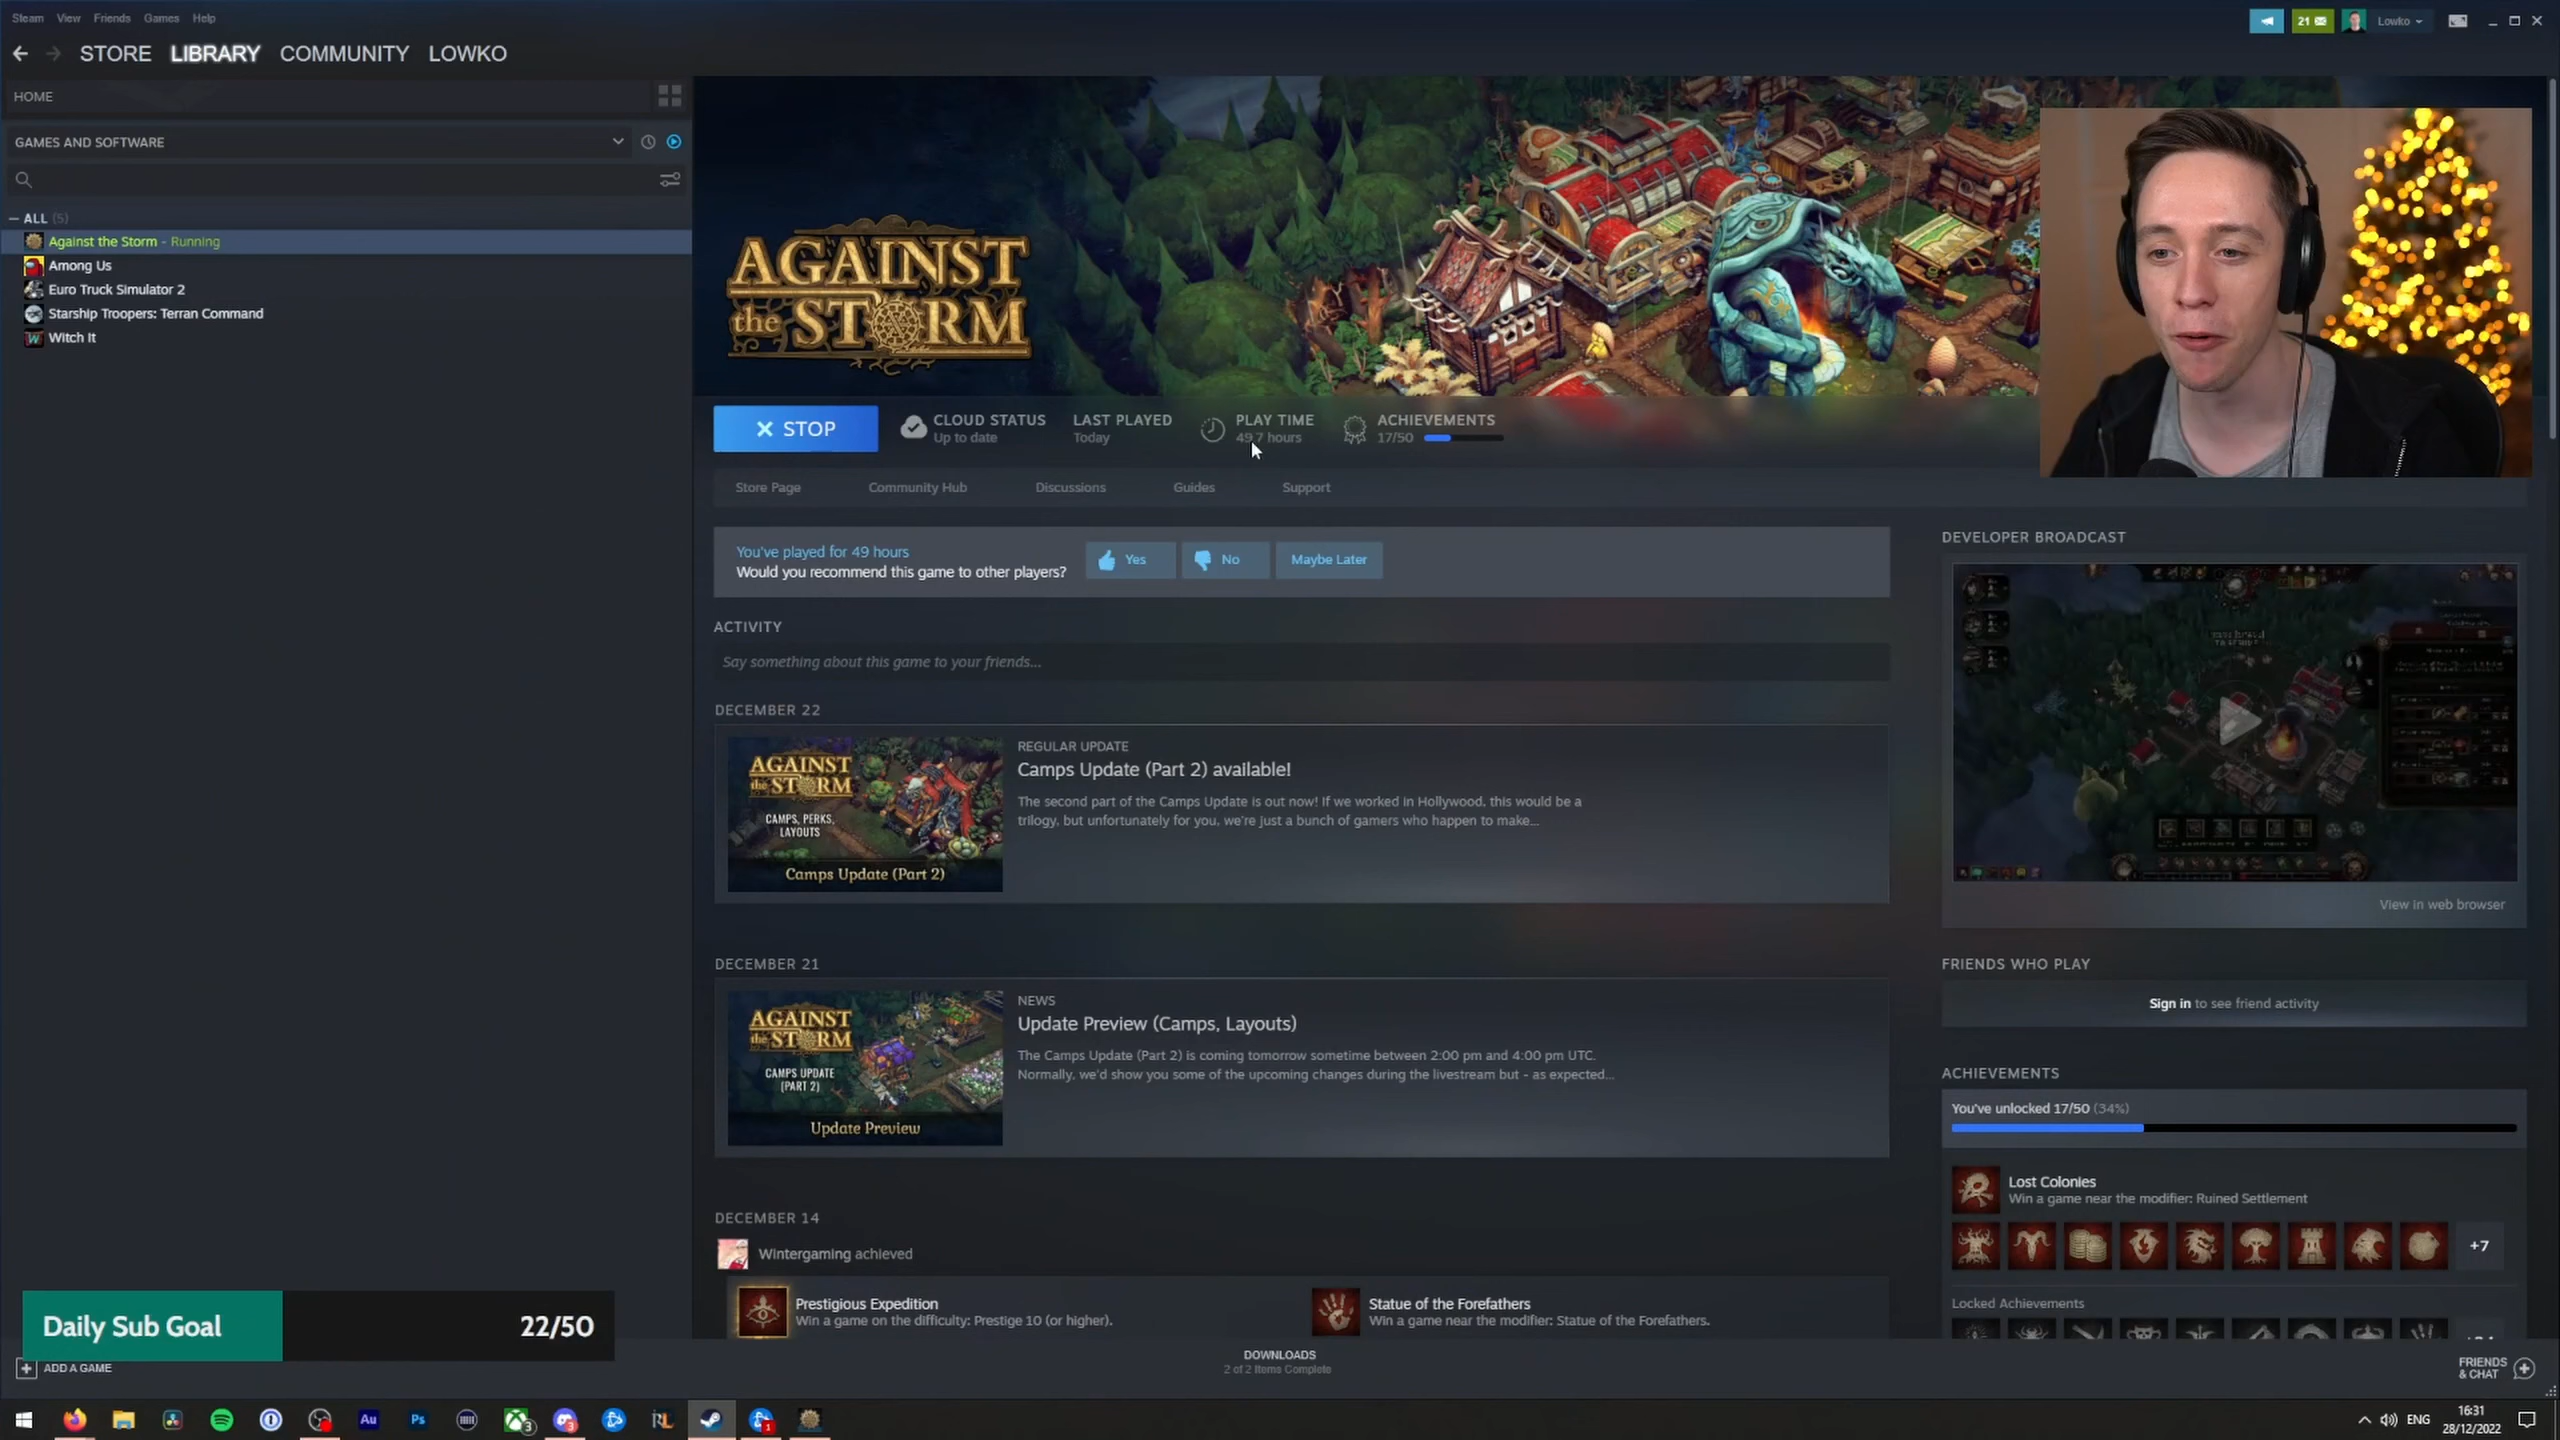 Steam View Friends Games Help
21
Lowko
STORE LIBRARY COMMUNITY LOWKO
HOME
GAMES AND SOFTWARE
— ALL (5)
Against the Storm - Running
Among Us
Euro Truck Simulator 2
Starship Troopers: Terran Command
Witch It
AGAINST
the STORM
STOP
CLOUD STATUS
Up to date
LAST PLAYED
Today
PLAY TIME
49.7 hours
ACHIEVEMENTS
17/50
Store Page Community Hub Discussions Guides Support
You've played for 49 hours
Would you recommend this game to other players?
Yes No Maybe Later
ACTIVITY
Say something about this game to your friends...
DECEMBER 22
AGAINST
the STORM
CAMPS, PERKS,
LAYOUTS
Camps Update (Part 2)
REGULAR UPDATE
Camps Update (Part 2) available!
The second part of the Camps Update is out now! If we worked in Hollywood, this would be a
trilogy, but unfortunately for you, we're just a bunch of gamers who happen to make...
DECEMBER 21
AGAINST
the STORM
CAMPS UPDATE
(PART 2)
Update Preview
NEWS
Update Preview (Camps, Layouts)
The Camps Update (Part 2) is coming tomorrow sometime between 2:00 pm and 4:00 pm UTC.
Normally, we'd show you some of the upcoming changes during the livestream but - as expected...
DECEMBER 14
Wintergaming achieved
Prestigious Expedition
Win a game on the difficulty: Prestige 10 (or higher).
Statue of the Forefathers
Win a game near the modifier: Statue of the Forefathers.
DEVELOPER BROADCAST
View in web browser
FRIENDS WHO PLAY
Sign in to see friend activity
ACHIEVEMENTS
You've unlocked 17/50 (34%)
Lost Colonies
Win a game near the modifier: Ruined Settlement
+7
Locked Achievements
Daily Sub Goal 22/50
ADD A GAME
DOWNLOADS
2 of 2 Items Complete
FRIENDS
& CHAT
Au Ps 3 3 RL 1
ENG
16:31
28/12/2022